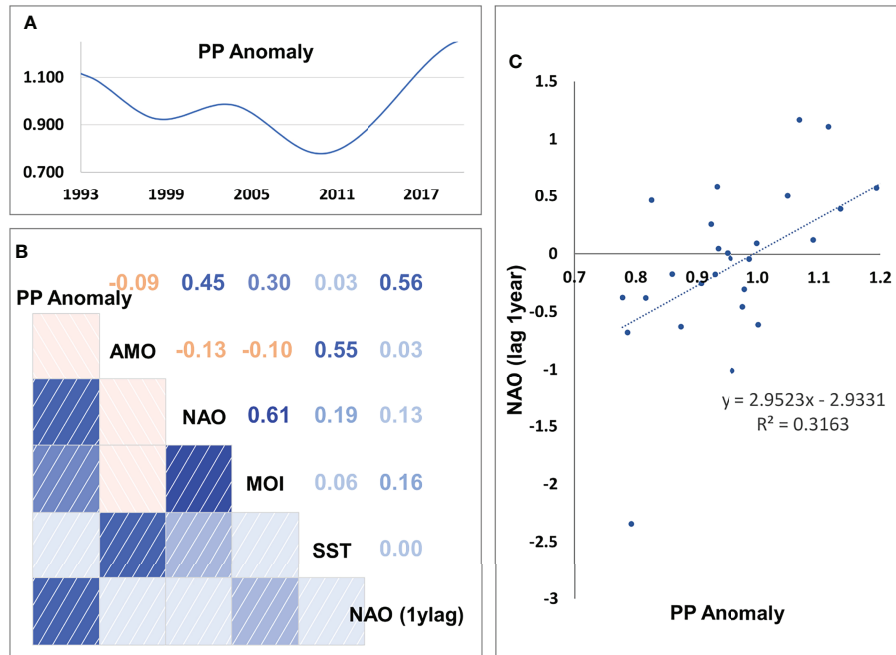 A
PP Anomaly
1.100
0.900
0.700
1993 1999 2005 2011 2017
B
-0.09 0.45 0.30 0.03 0.56
PP Anomaly
AMO -0.13 -0.10 0.55 0.03
NAO 0.61 0.19 0.13
MOI 0.06 0.16
SST 0.00
NAO (1ylag)
C
1.5
1
0.5
0
0.7 0.8 0.9 1.0 1.1 1.2
-0.5
-1
-1.5
-2
-2.5
-3
NAO (lag 1year)
y = 2.9523x - 2.9331
R² = 0.3163
PP Anomaly